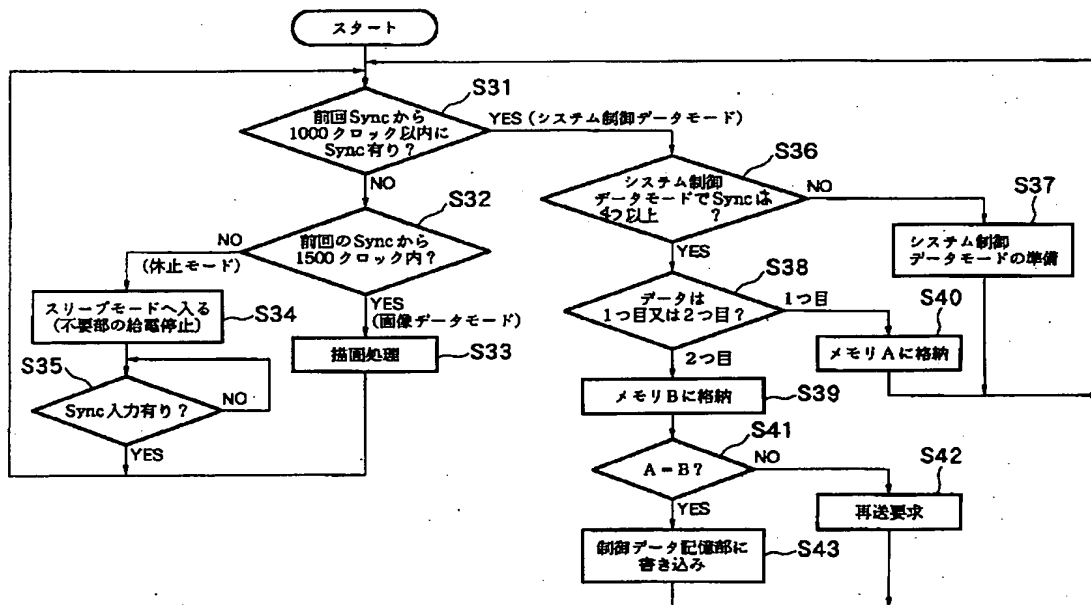 スタート
S31
前回Syncから
1000クロック以内に
Sync有り?
YES (システム制御データモード)
NO
S32
前回のSyncから
1500クロック内?
NO
(休止モード)
YES
(画像データモード)
スリープモードへ入る
(不要部の給電停止)
S34
描画処理
S33
S35
Sync入力有り?
NO
YES
S36
システム制御
データモードでSyncは
4つ以上 ?
NO
S37
システム制御
データモードの準備
YES
S38
データは
1つ目又は2つ目?
1つ目
S40
メモリAに格納
2つ目
メモリBに格納
S39
S41
A=B?
NO
S42
再送要求
YES
制御データ記憶部に
書き込み
S43